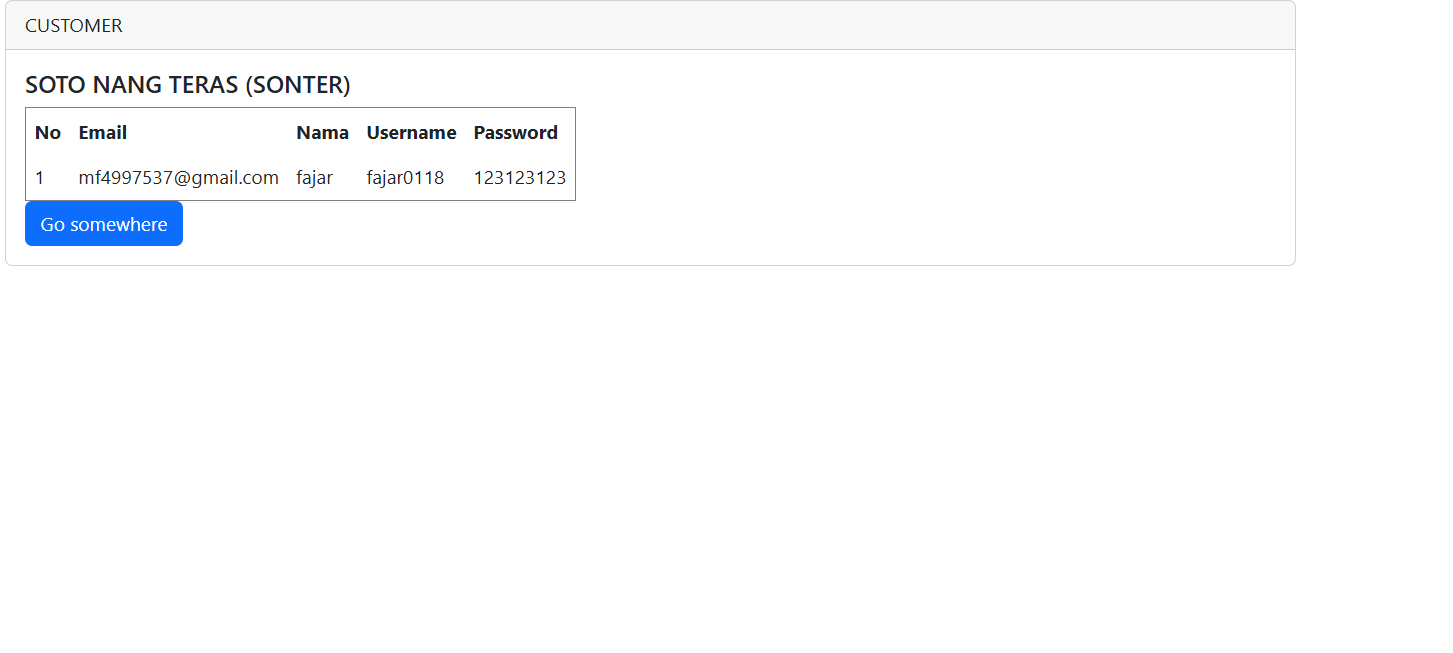 CUSTOMER
SOTO NANG TERAS (SONTER)
No Email Nama Username Password
1 mf4997537@gmail.com fajar fajar0118 123123123
Go somewhere